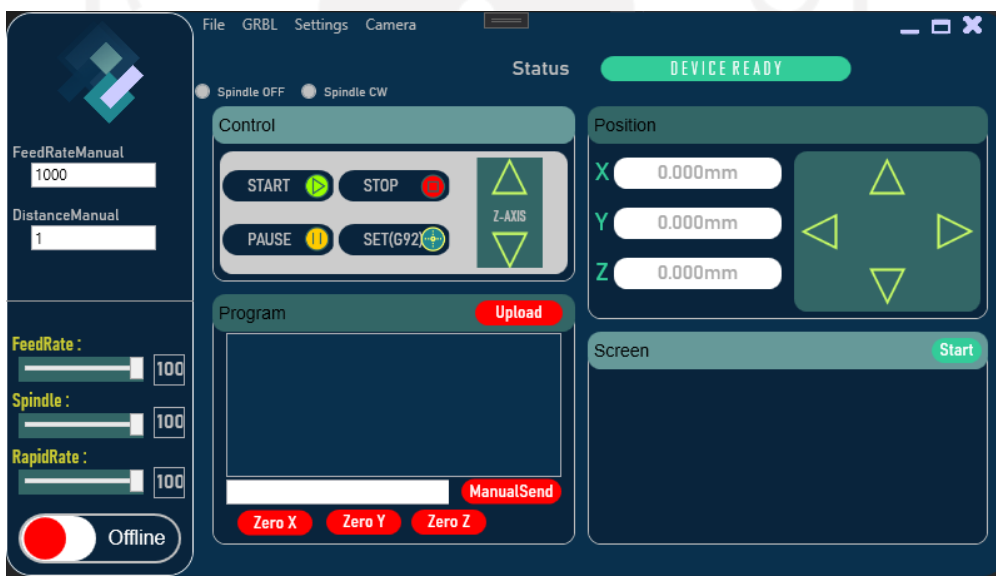 File GRBL Settings Camera
Status DEVICE READY
Spindle OFF Spindle CW
FeedRateManual
1000
DistanceManual
1
FeedRate :
100
Spindle :
100
RapidRate :
100
Offline
Control
START STOP
PAUSE SET(G92)
Z-AXIS
Position
X 0.000mm
Y 0.000mm
Z 0.000mm
Program Upload
ManualSend
Zero X Zero Y Zero Z
Screen Start